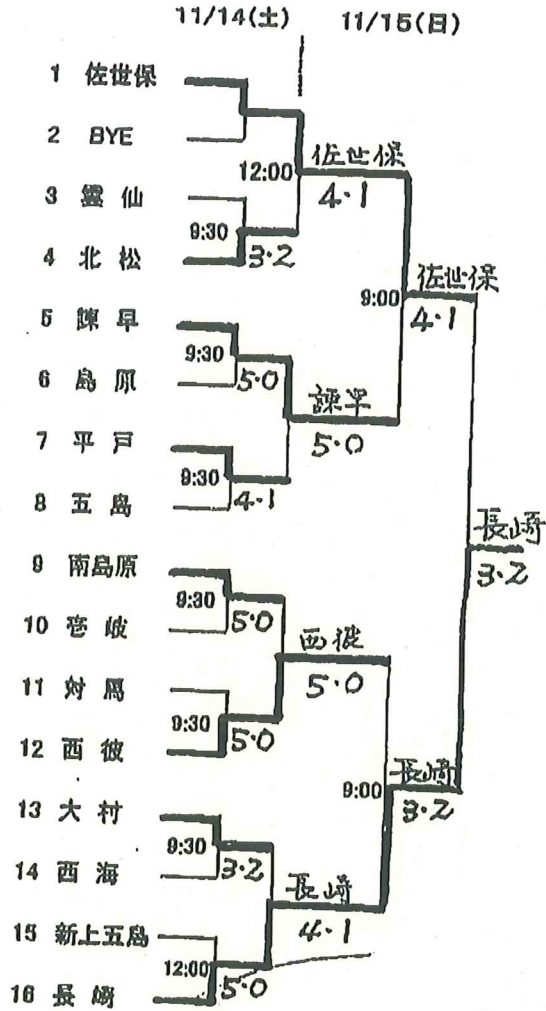 11/14(土) 11/15(日)
1 佐世保
2 BYE
佐世保
12:00
4・1
3 雲仙
9:30
4 北松
3・2
佐世保
9:00
4・1
5 諫早
9:30
6 島原
5・0
諫早
5・0
7 平戸
9:30
8 五島
4・1
長崎
3・2
9 南島原
9:30
10 壱岐
5・0
西彼
5・0
11 対馬
9:30
12 西彼
5・0
長崎
9:00
3・2
13 大村
9:30
14 西海
3・2
長崎
4・1
15 新上五島
12:00
16 長崎
5・0